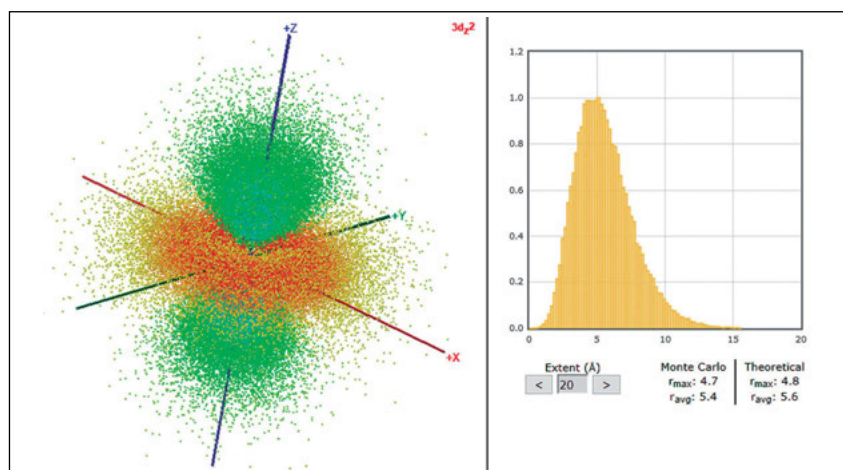 +Z
3dz2
+Y
+X
1.2
1.0
0.8
0.6
0.4
0.2
0.0
0 5 10 15 20
Extent (Å)
< 20 >
Monte Carlo Theoretical
rmax: 4.7 rmax: 4.8
ravg: 5.4 ravg: 5.6